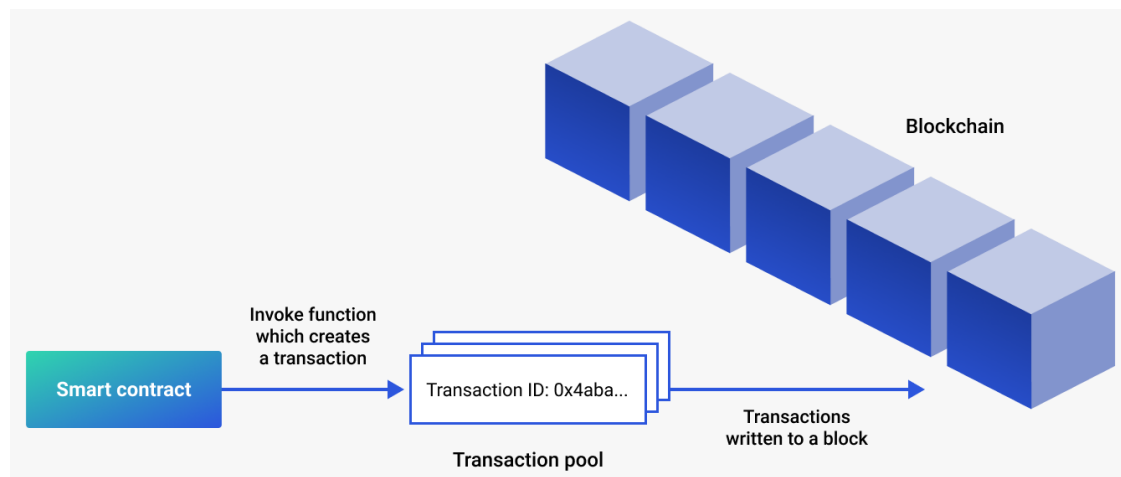 Blockchain
Invoke function
which creates
a transaction
Smart contract
Transaction ID: 0x4aba...
Transactions
written to a block
Transaction pool